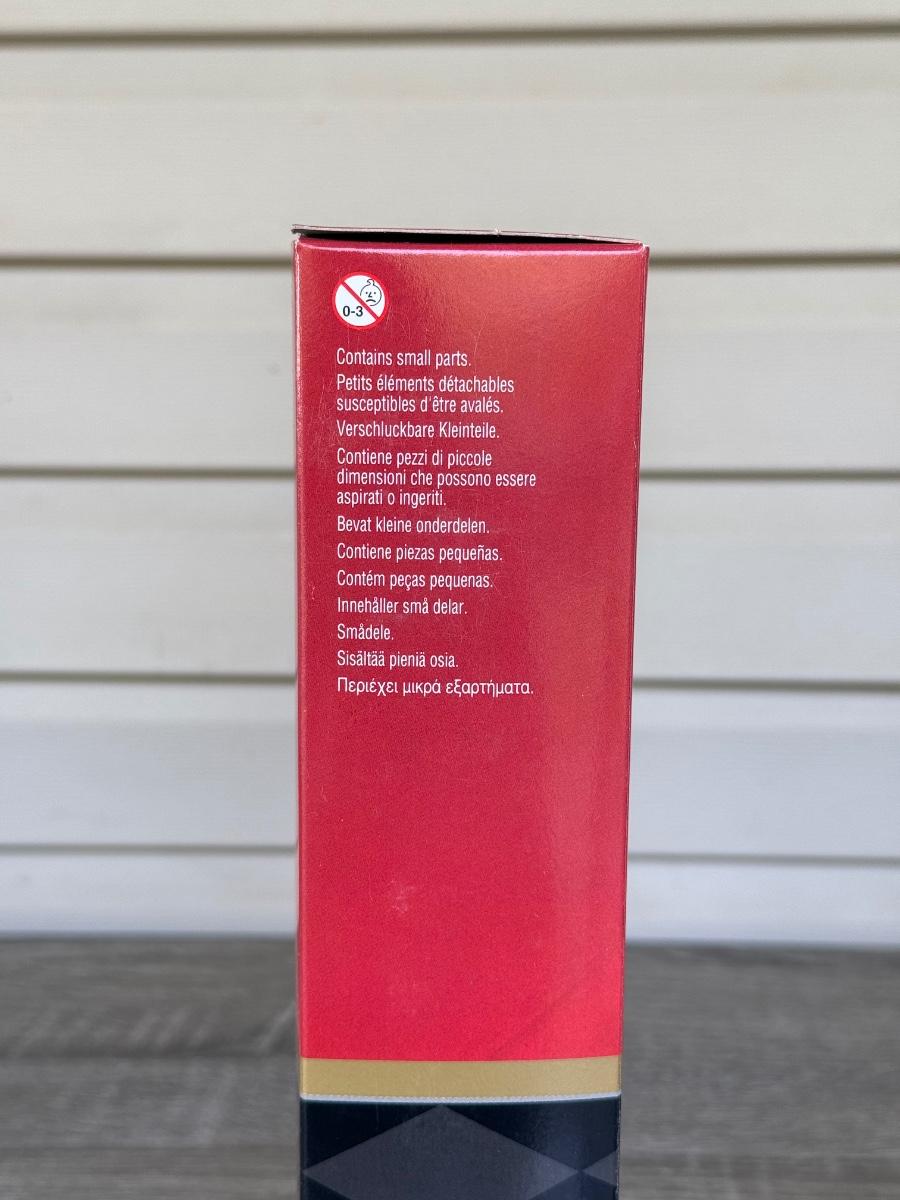 0-3
Contains small parts.
Petits éléments détachables
susceptibles d'être avalés.
Verschluckbare Kleinteile.
Contiene pezzi di piccole
dimensioni che possono essere
aspirati o ingeriti.
Bevat kleine onderdelen.
Contiene piezas pequeñas.
Contém peças pequenas.
Innehåller små delar.
Smådele.
Sisältää pieniä osia.
Περιέχει μικρά εξαρτήματα.